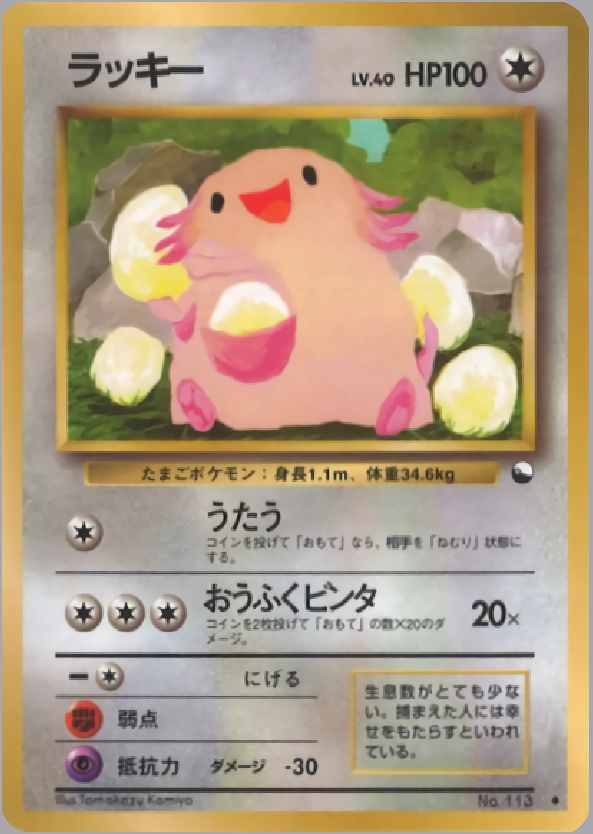 ラッキー LV.40 HP100
たまごポケモン：身長1.1m、体重34.6kg
うたう
コインを投げて「おもて」なら、相手を「ねむり」状態に
する。
おうふくビンタ 20×
コインを2枚投げて「おもて」の数×20のダ
メージ。
にげる
弱点
抵抗力 ダメージ -30
生息数がとても少な
い。捕まえた人には幸
せをもたらすといわれ
ている。
Illus.Tomokazu Komiya
No. 113